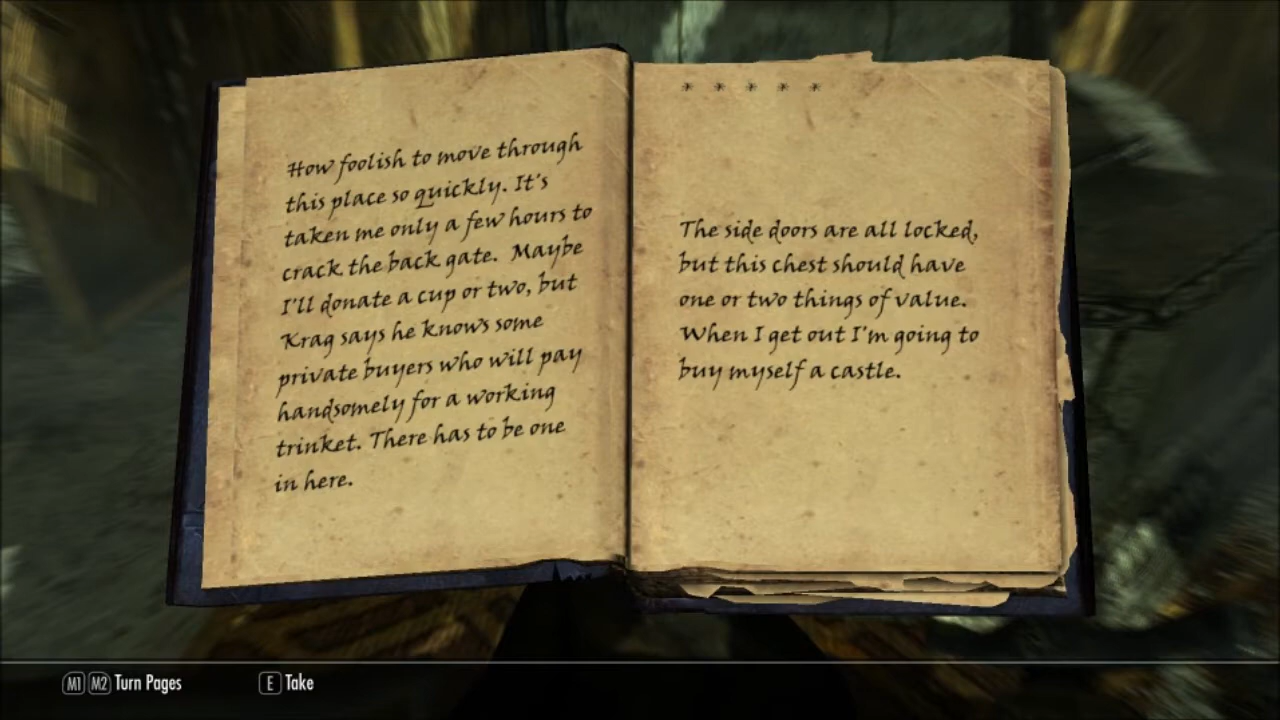 How foolish to move through
this place so quickly. It's
taken me only a few hours to
crack the back gate. Maybe
I'll donate a cup or two, but
Krag says he knows some
private buyers who will pay
handsomely for a working
trinket. There has to be one
in here.
* * * * *
The side doors are all locked,
but this chest should have
one or two things of value.
When I get out I'm going to
buy myself a castle.
M1 M2 Turn Pages
E Take